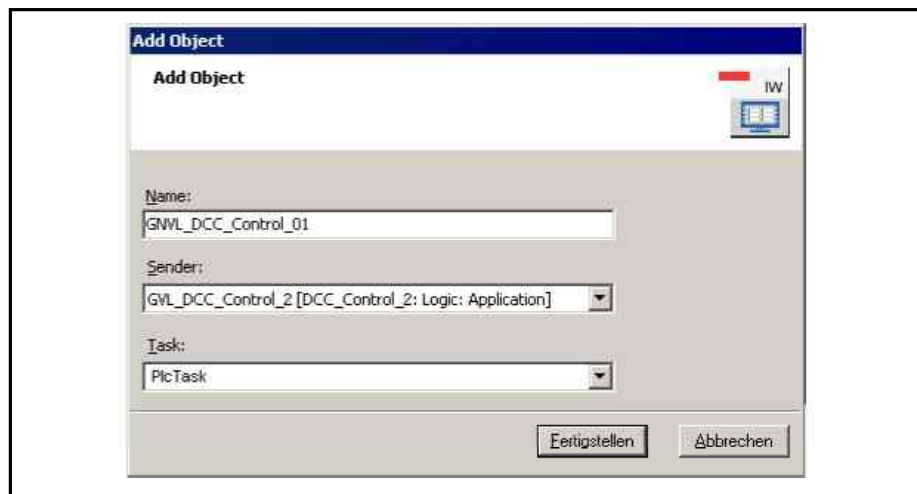 Add Object
Add Object
IW
Name:
GNVL_DCC_Control_01
Sender:
GVL_DCC_Control_2 [DCC_Control_2: Logic: Application]
Task:
PlcTask
Fertigstellen
Abbrechen